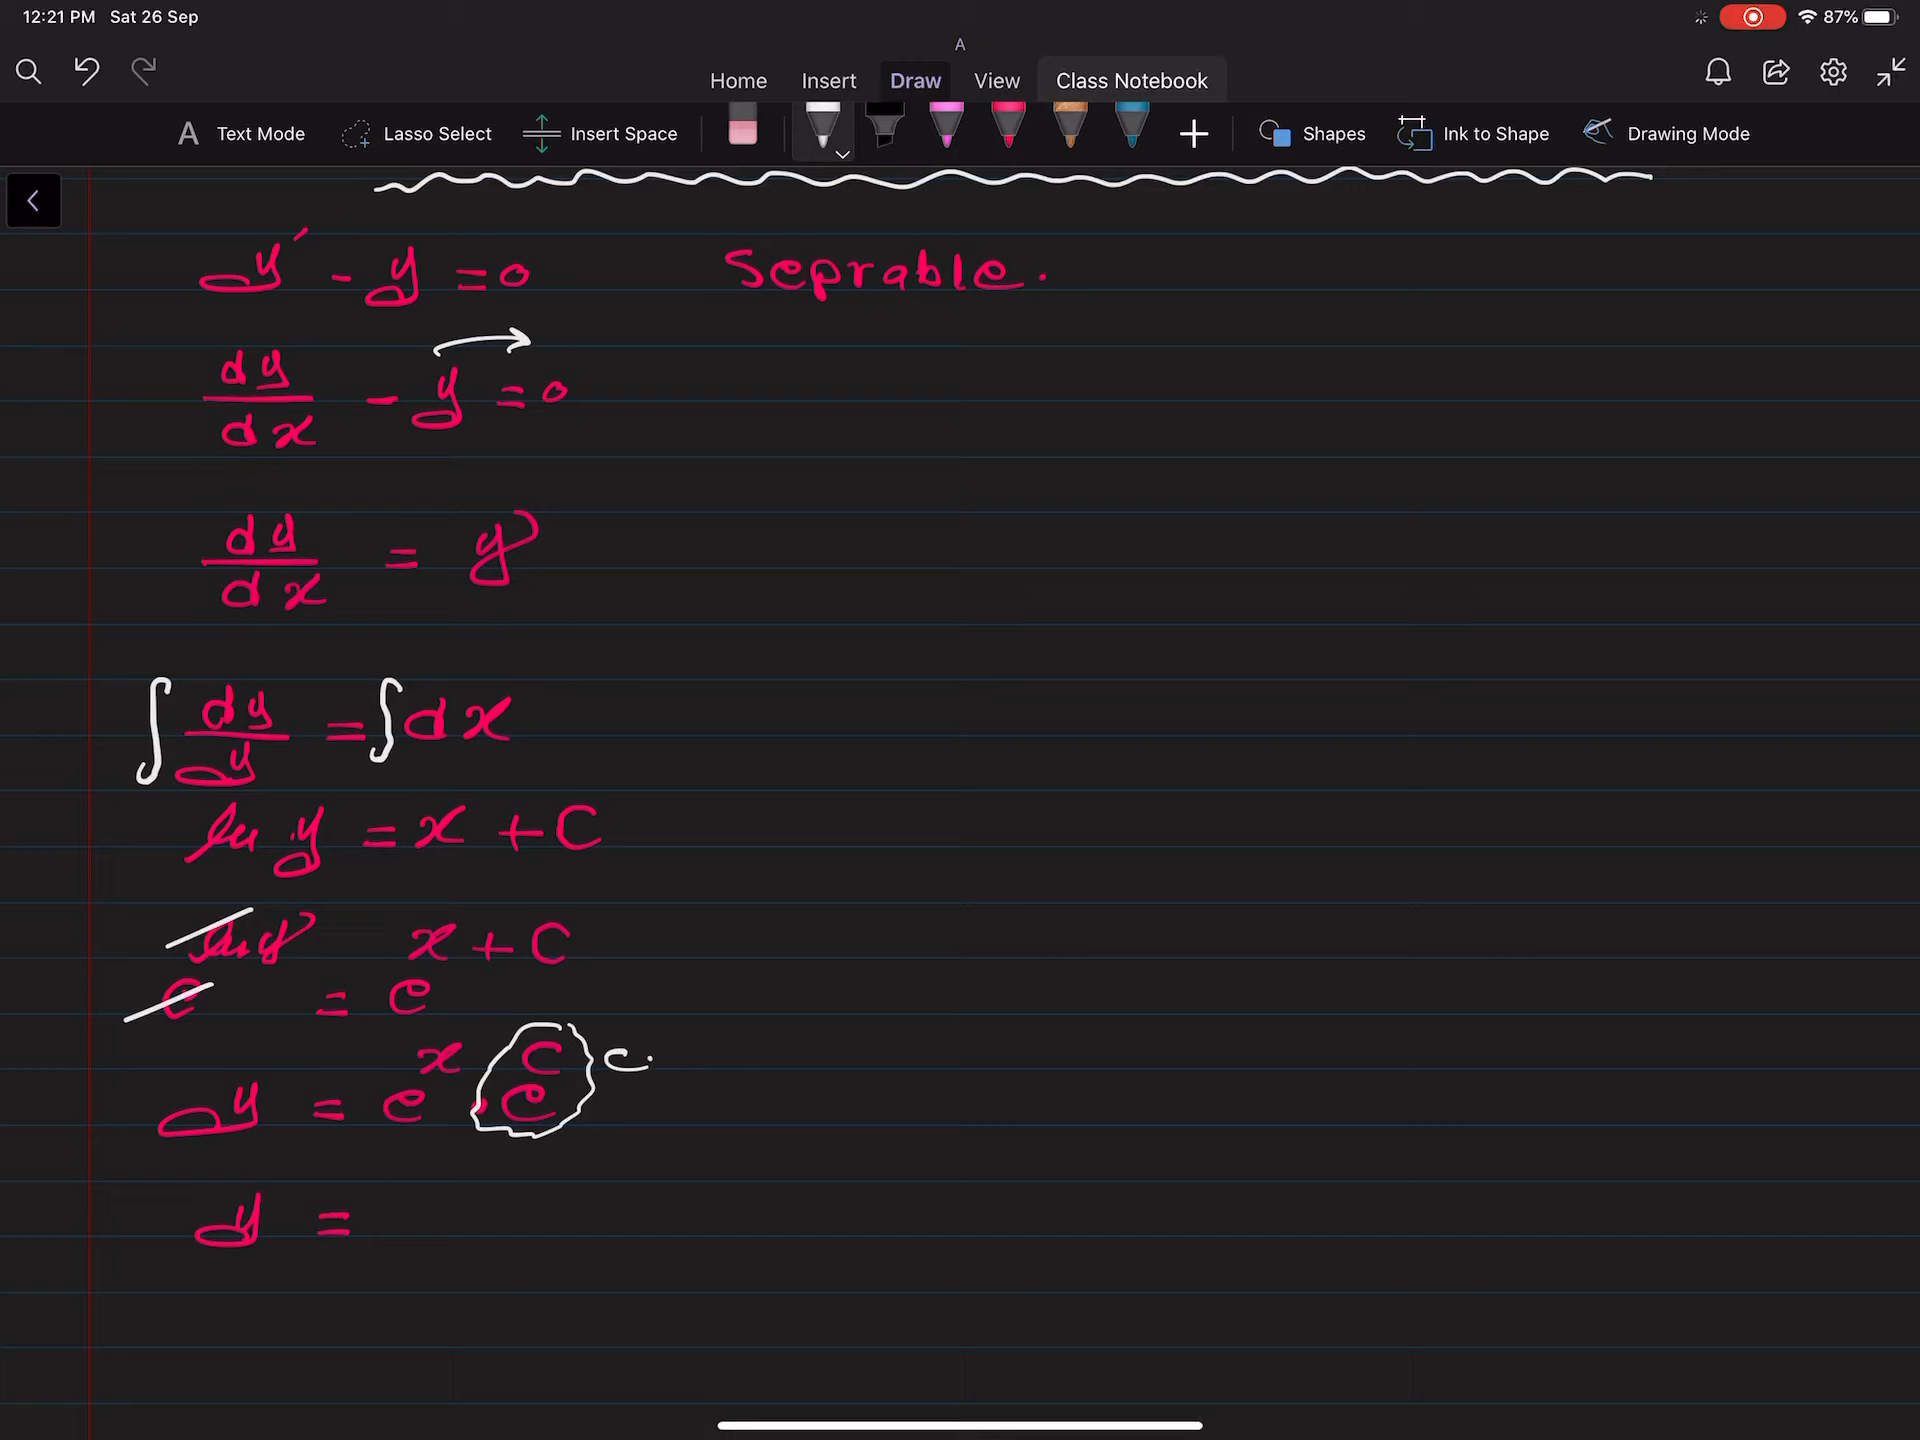 12:21 PM Sat 26 Sep 87%
A
Home Insert Draw View Class Notebook
A Text Mode Lasso Select Insert Space Shapes Ink to Shape Drawing Mode
y' - y = 0 Seprable.
dy/dx - y = 0
dy/dx = y
∫ dy/y = ∫ dx
ln y = x + C
e^(ln y) = e^(x + C)
y = e^x . e^C C.
y =